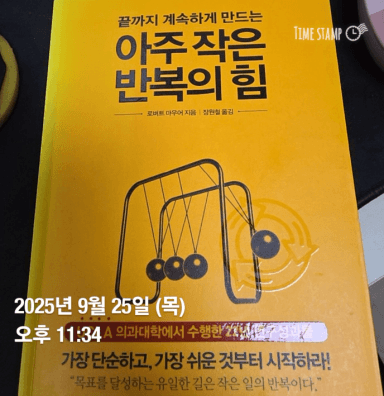 TIME STAMP
끝까지 계속하게 만드는
아주 작은
반복의 힘
로버트 마우어 지음 | 장원철 옮김
2025년 9월 25일 (목)
오후 11:34
A 의과대학에서 수행한
가장 단순하고, 가장 쉬운 것부터 시작하라!
“목표를 달성하는 유일한 길은 작은 일의 반복이다.”